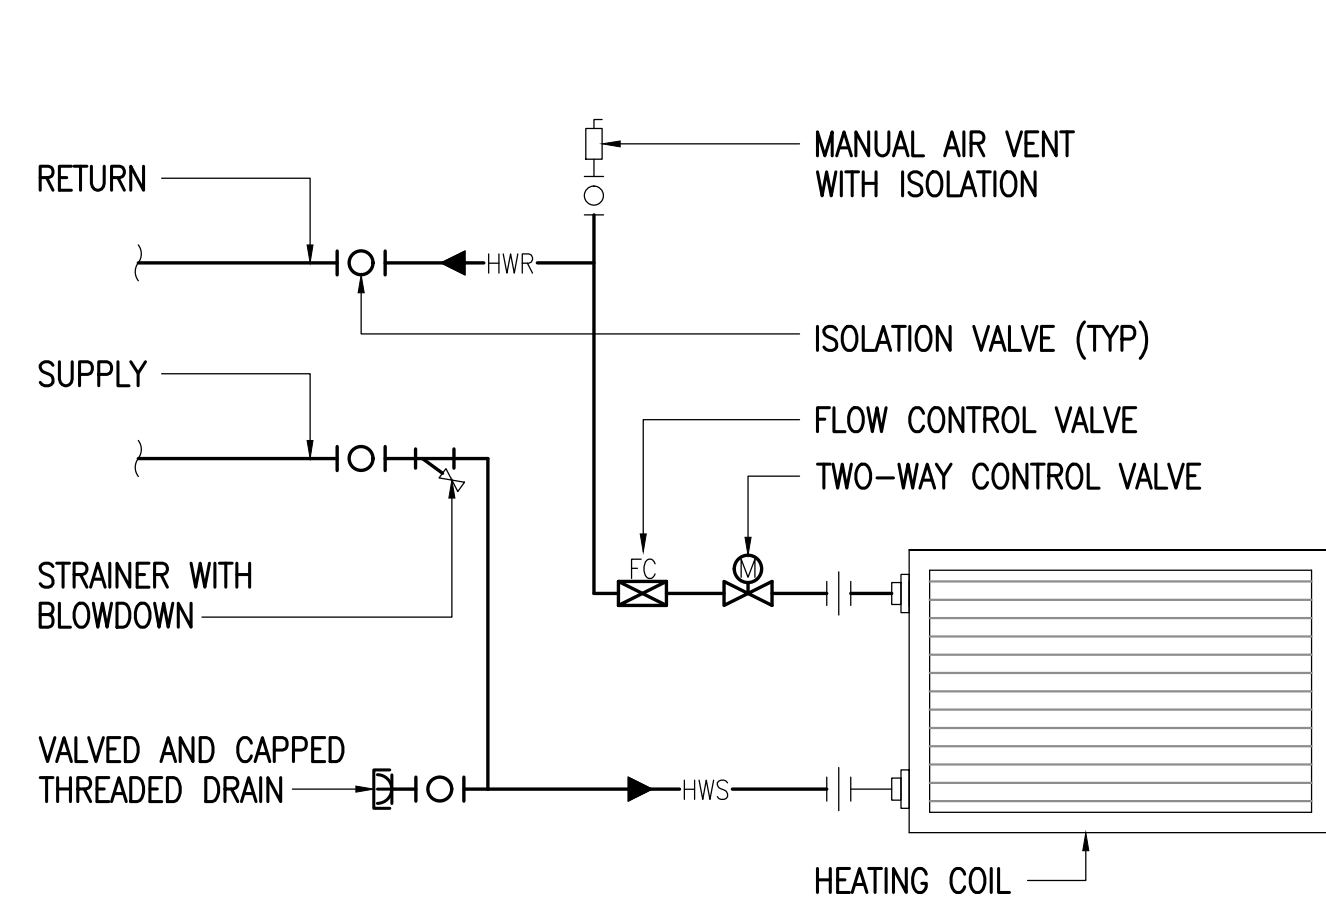 MANUAL AIR VENT
WITH ISOLATION
RETURN
HWR
ISOLATION VALVE (TYP)
SUPPLY
FLOW CONTROL VALVE
TWO-WAY CONTROL VALVE
FC
M
STRAINER WITH
BLOWDOWN
VALVED AND CAPPED
THREADED DRAIN
HWS
HEATING COIL